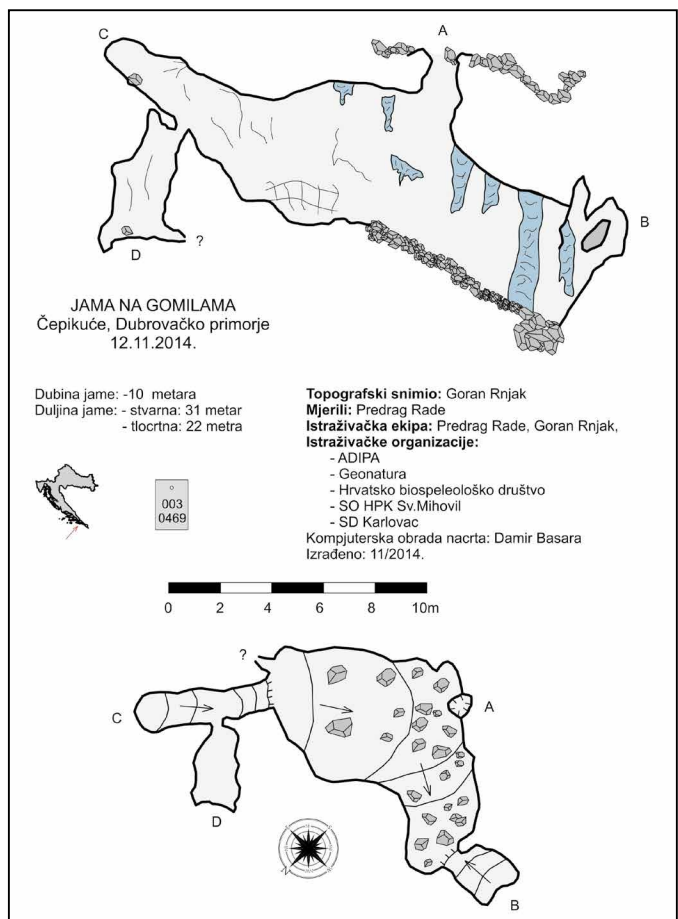 A
C
B
D
?
JAMA NA GOMILAMA
Čepikuće, Dubrovačko primorje
12.11.2014.
Dubina jame: -10 metara
Duljina jame: - stvarna: 31 metar
- tlocrtna: 22 metra
Topografski snimio: Goran Rnjak
Mjerili: Predrag Rade
Istraživačka ekipa: Predrag Rade, Goran Rnjak,
Istraživačke organizacije:
- ADIPA
- Geonatura
- Hrvatsko biospeleološko društvo
- SO HPK Sv.Mihovil
- SD Karlovac
Kompjuterska obrada nacrta: Damir Basara
Izrađeno: 11/2014.
003
0469
0 2 4 6 8 10m
?
A
C
D
B
N